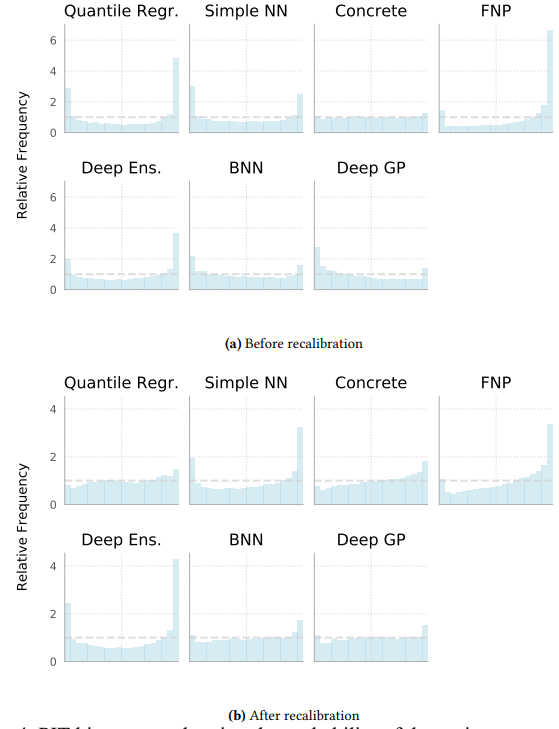 Quantile Regr. Simple NN Concrete FNP
6
4
2
0
Relative Frequency
Deep Ens. BNN Deep GP
6
4
2
0
(a) Before recalibration
Quantile Regr. Simple NN Concrete FNP
4
2
0
Relative Frequency
Deep Ens. BNN Deep GP
4
2
0
(b) After recalibration